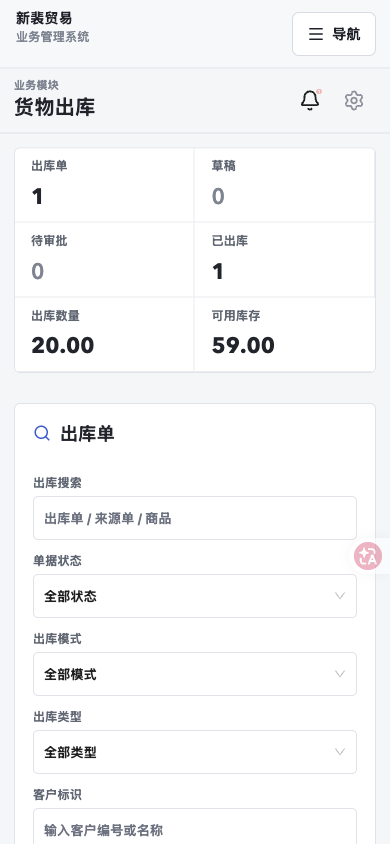 新裴贸易
业务管理系统
导航
业务模块
货物出库
出库单
草稿
1
0
待审批
已出库
0
1
出库数量
可用库存
20.00
59.00
出库单
出库搜索
出库单 / 来源单 / 商品
单据状态
全部状态
出库模式
全部模式
出库类型
全部类型
客户标识
输入客户编号或名称